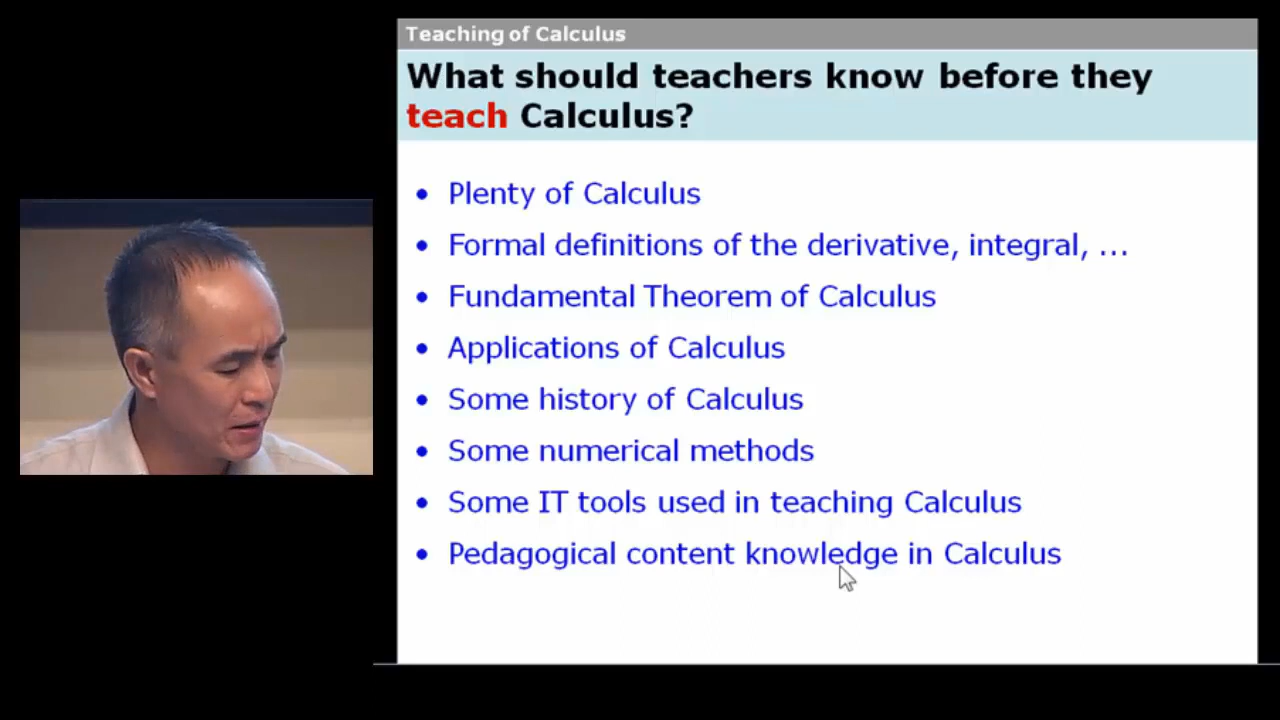 Teaching of Calculus
What should teachers know before they
teach Calculus?
• Plenty of Calculus
• Formal definitions of the derivative, integral, ...
• Fundamental Theorem of Calculus
• Applications of Calculus
• Some history of Calculus
• Some numerical methods
• Some IT tools used in teaching Calculus
• Pedagogical content knowledge in Calculus